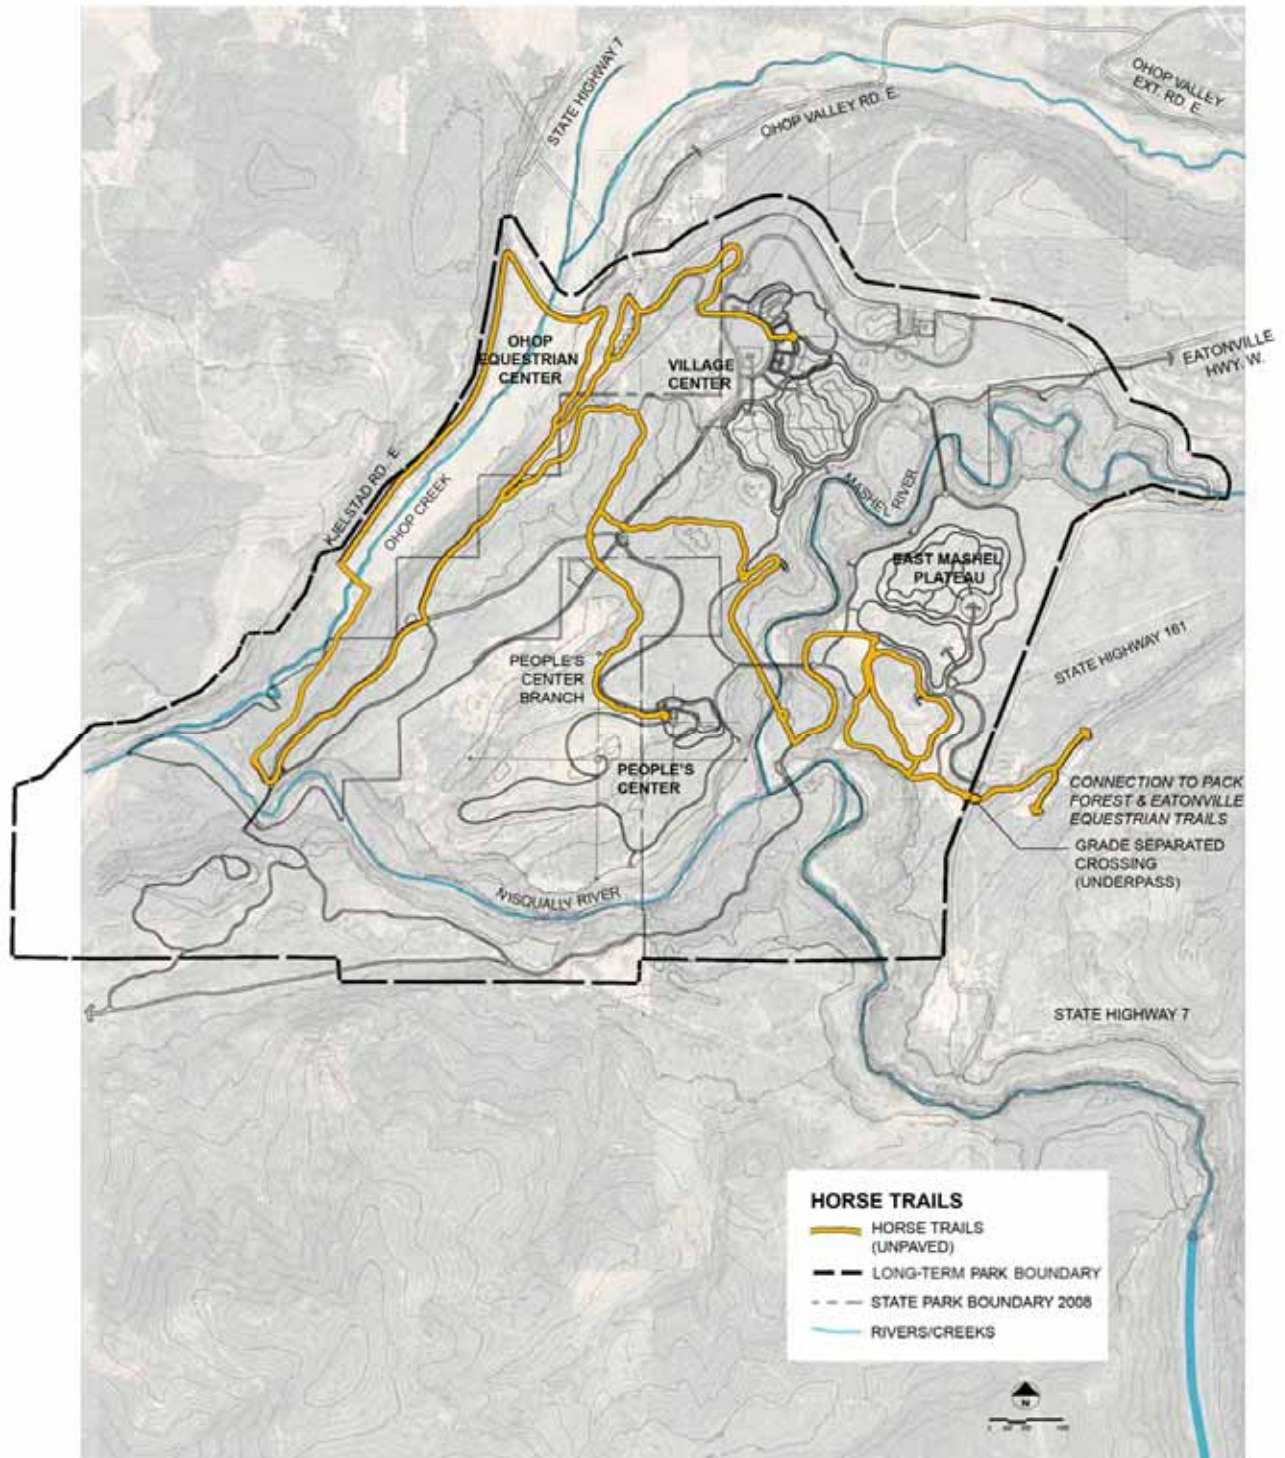 STATE HIGHWAY 7
OHOP VALLEY RD. E.
OHOP VALLEY
EXT. RD. E.
OHOP
EQUESTRIAN
CENTER
VILLAGE
CENTER
EATONVILLE
HWY. W.
KJELSTAD RD. E.
OHOP CREEK
MASHEL RIVER
EAST MASHEL
PLATEAU
STATE HIGHWAY 161
PEOPLE'S
CENTER
BRANCH
PEOPLE'S
CENTER
CONNECTION TO PACK
FOREST & EATONVILLE
EQUESTRIAN TRAILS
GRADE SEPARATED
CROSSING
(UNDERPASS)
NISQUALLY RIVER
STATE HIGHWAY 7
HORSE TRAILS
HORSE TRAILS
(UNPAVED)
LONG-TERM PARK BOUNDARY
STATE PARK BOUNDARY 2008
RIVERS/CREEKS
N